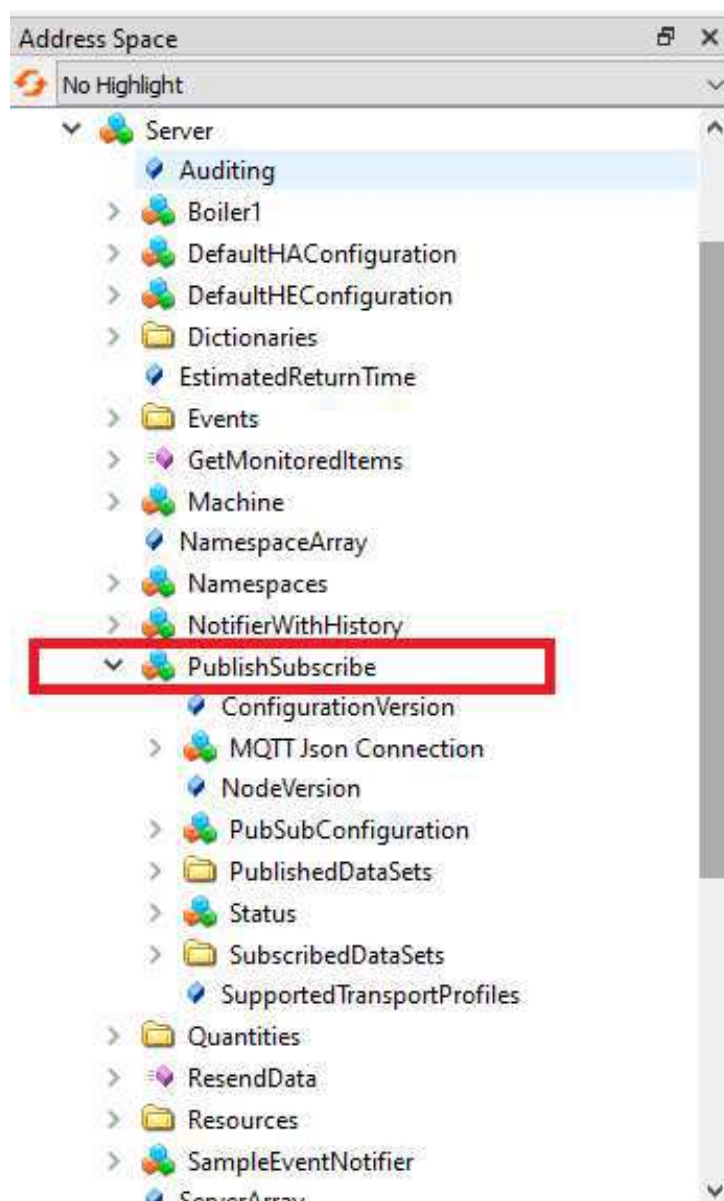 Address Space
No Highlight
Server
Auditing
Boiler1
DefaultHAConfiguration
DefaultHEConfiguration
Dictionaries
EstimatedReturnTime
Events
GetMonitoredItems
Machine
NamespaceArray
Namespaces
NotifierWithHistory
PublishSubscribe
ConfigurationVersion
MQTT Json Connection
NodeVersion
PubSubConfiguration
PublishedDataSets
Status
SubscribedDataSets
SupportedTransportProfiles
Quantities
ResendData
Resources
SampleEventNotifier
ServerArray